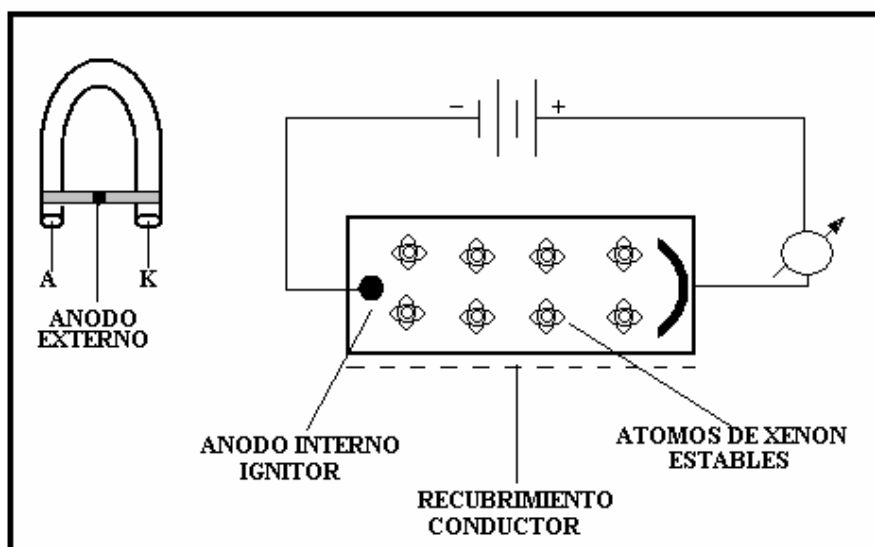 − +
A K
ANODO
EXTERNO
ANODO INTERNO
IGNITOR
ATOMOS DE XENON
ESTABLES
RECUBRIMIENTO
CONDUCTOR